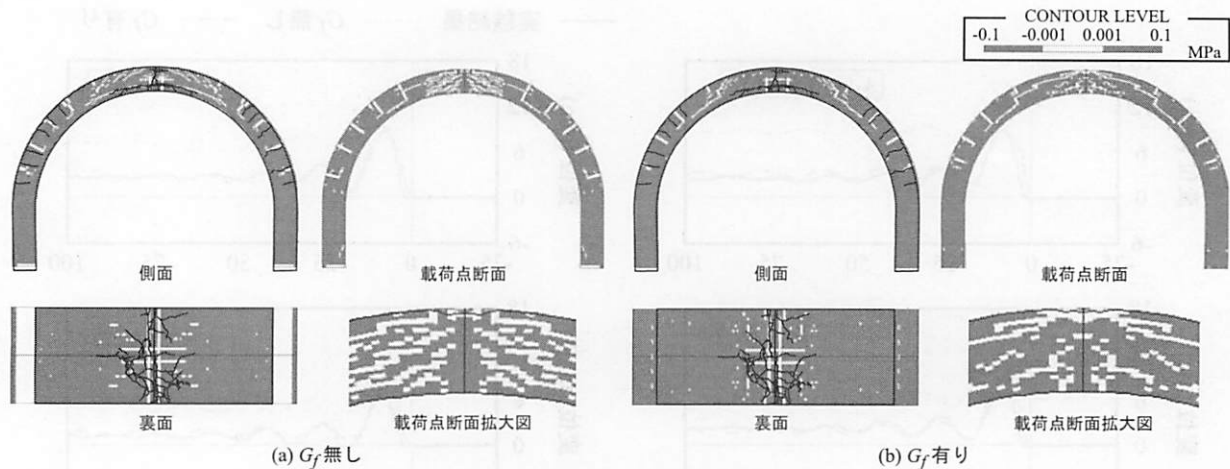 CONTOUR LEVEL
-0.1 -0.001 0.001 0.1
MPa
側面
載荷点断面
裏面
載荷点断面拡大図
(a) Gf 無し
側面
載荷点断面
裏面
載荷点断面拡大図
(b) Gf 有り